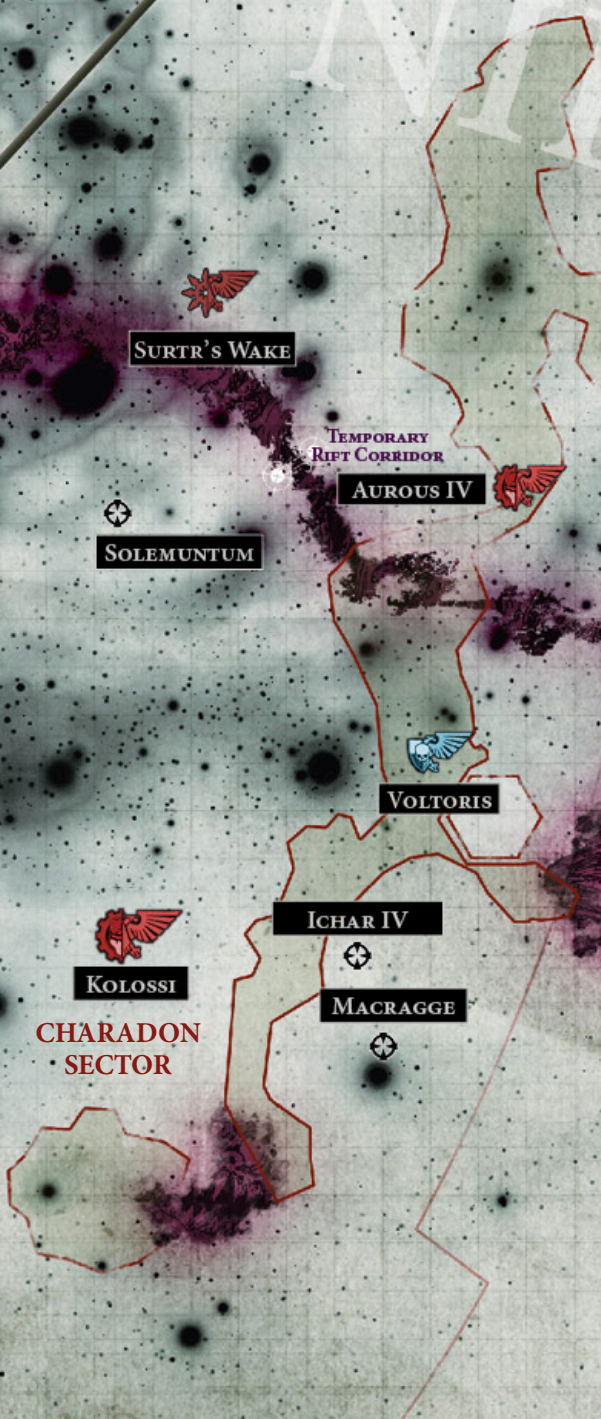 SURTR'S WAKE
TEMPORARY
RIFT CORRIDOR
AUROUS IV
SOLEMUNTUM
VOLTORIS
ICHAR IV
KOLOSSI
MACRAGGE
CHARADON
SECTOR